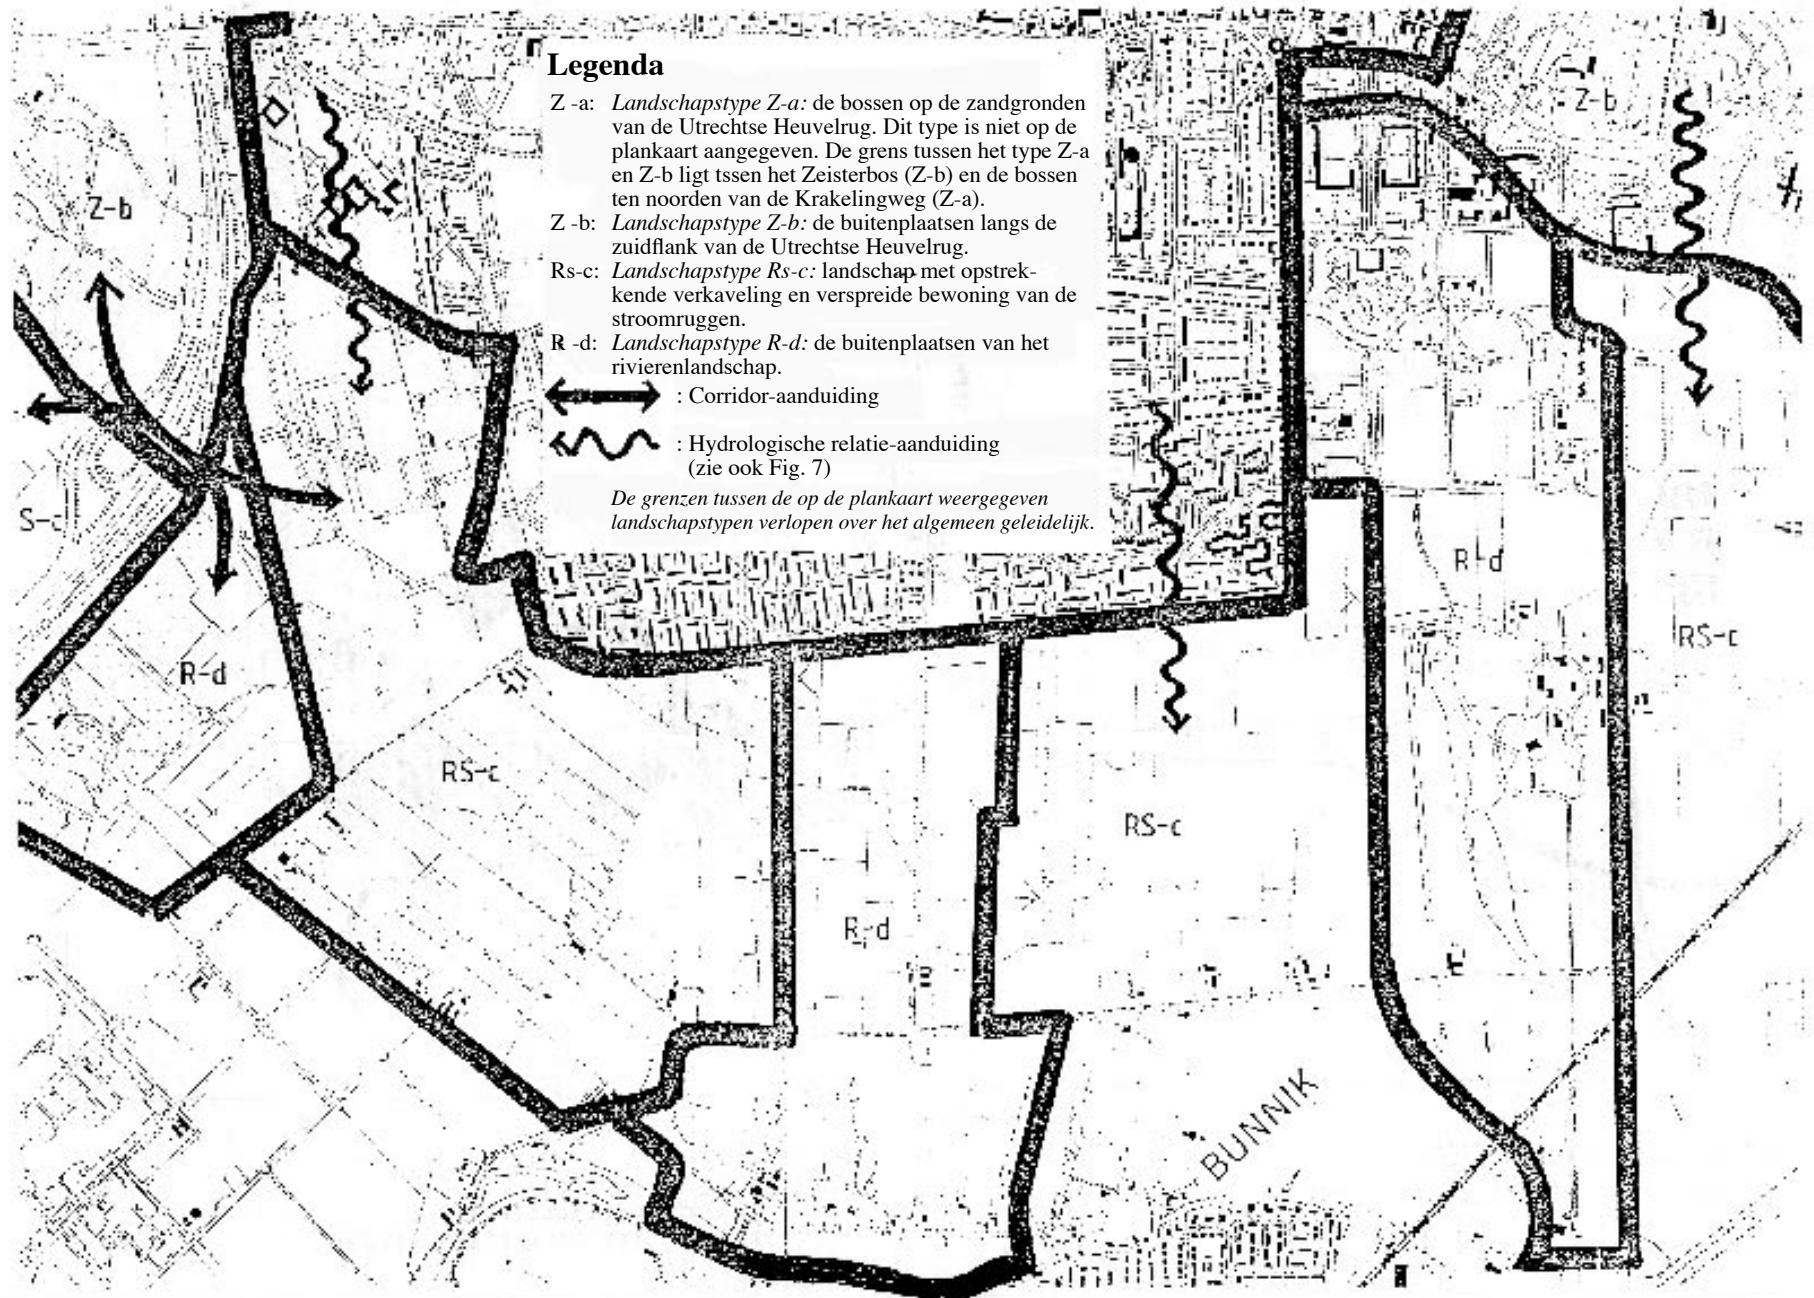 Legenda
Z -a: Landschapstype Z-a: de bossen op de zandgronden
van de Utrechtse Heuvelrug. Dit type is niet op de
plankaart aangegeven. De grens tussen het type Z-a
en Z-b ligt tssen het Zeisterbos (Z-b) en de bossen
ten noorden van de Krakelingweg (Z-a).
Z -b: Landschapstype Z-b: de buitenplaatsen langs de
zuidflank van de Utrechtse Heuvelrug.
Rs-c: Landschapstype Rs-c: landschap met opstrek-
kende verkaveling en verspreide bewoning van de
stroomruggen.
R -d: Landschapstype R-d: de buitenplaatsen van het
rivierenlandschap.
: Corridor-aanduiding
: Hydrologische relatie-aanduiding
(zie ook Fig. 7)
De grenzen tussen de op de plankaart weergegeven
landschapstypen verlopen over het algemeen geleidelijk.
Z-b
Z-b
S-c
R-d
R-d
RS-c
RS-c
RS-c
R-d
BUNNIK